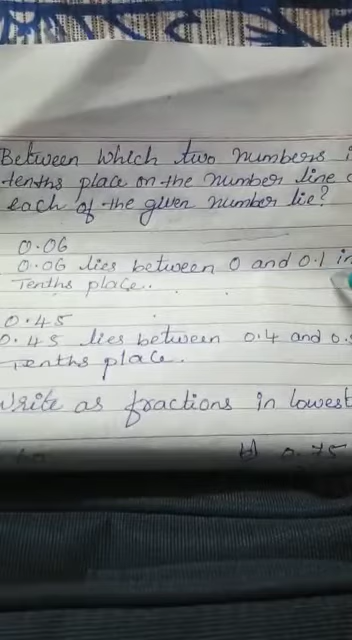 Between which two numbers i
tenths place on the number line
each of the given number lie?
0.06
0.06 lies between 0 and 0.1 in
Tenths place.
0.45
0.45 lies between 0.4 and 0.
Tenths place.
Write as fractions in lowest
b) 0.75